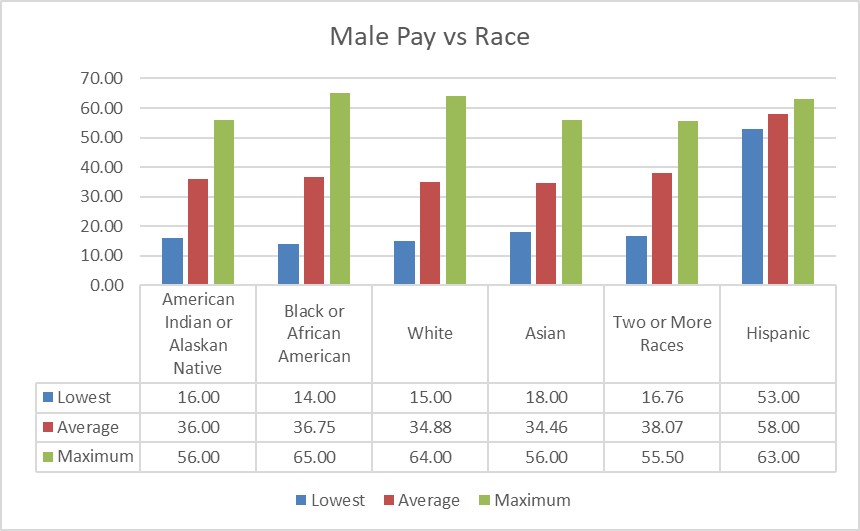 Male Pay vs Race
70.00
60.00
50.00
40.00
30.00
20.00
10.00
0.00
American Indian or Alaskan Native
Black or African American
White
Asian
Two or More Races
Hispanic
Lowest 16.00 14.00 15.00 18.00 16.76 53.00
Average 36.00 36.75 34.88 34.46 38.07 58.00
Maximum 56.00 65.00 64.00 56.00 55.50 63.00
Lowest Average Maximum